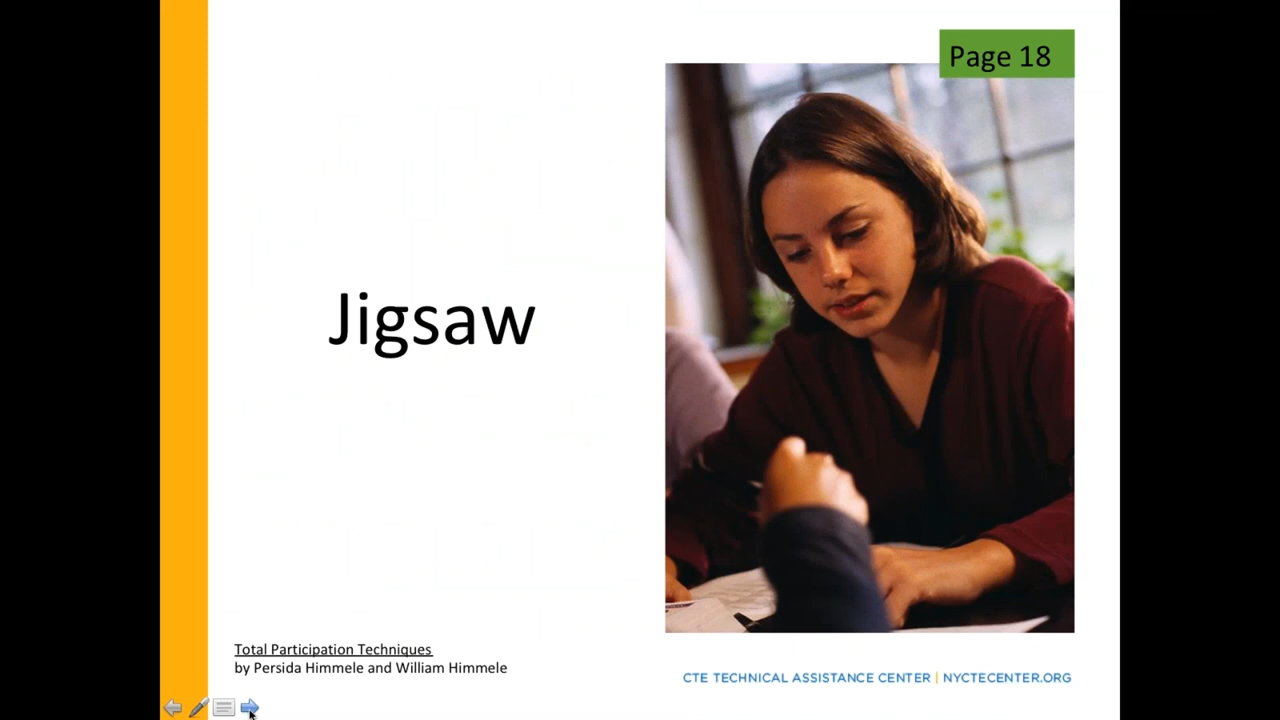 Page 18
Jigsaw
Total Participation Techniques
by Persida Himmele and William Himmele
CTE TECHNICAL ASSISTANCE CENTER | NYCTECENTER.ORG